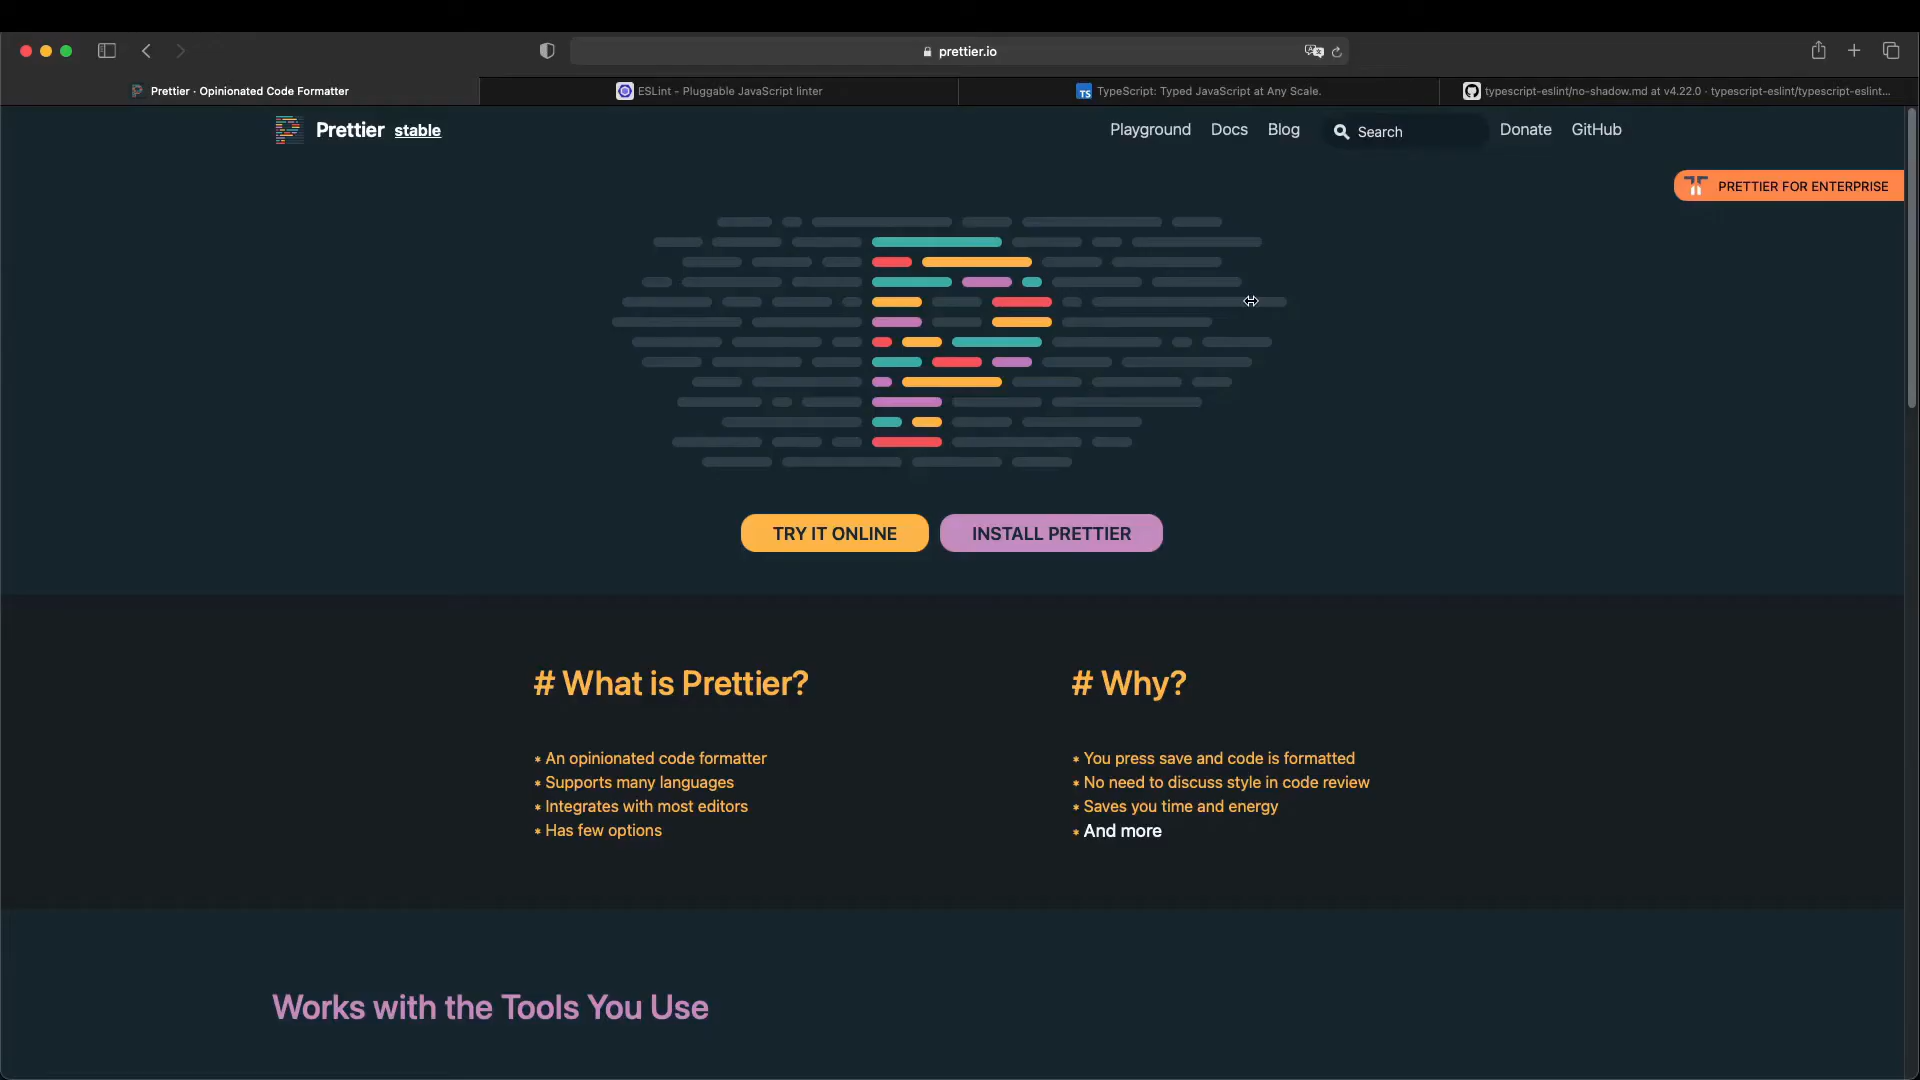 prettier.io
Prettier · Opinionated Code Formatter
ESLint - Pluggable JavaScript linter
TypeScript: Typed JavaScript at Any Scale.
typescript-eslint/no-shadow.md at v4.22.0 · typescript-eslint/typescript-eslint...
Prettier stable
Playground Docs Blog Search Donate GitHub
PRETTIER FOR ENTERPRISE
TRY IT ONLINE INSTALL PRETTIER
# What is Prettier?
* An opinionated code formatter
* Supports many languages
* Integrates with most editors
* Has few options
# Why?
* You press save and code is formatted
* No need to discuss style in code review
* Saves you time and energy
* And more
Works with the Tools You Use